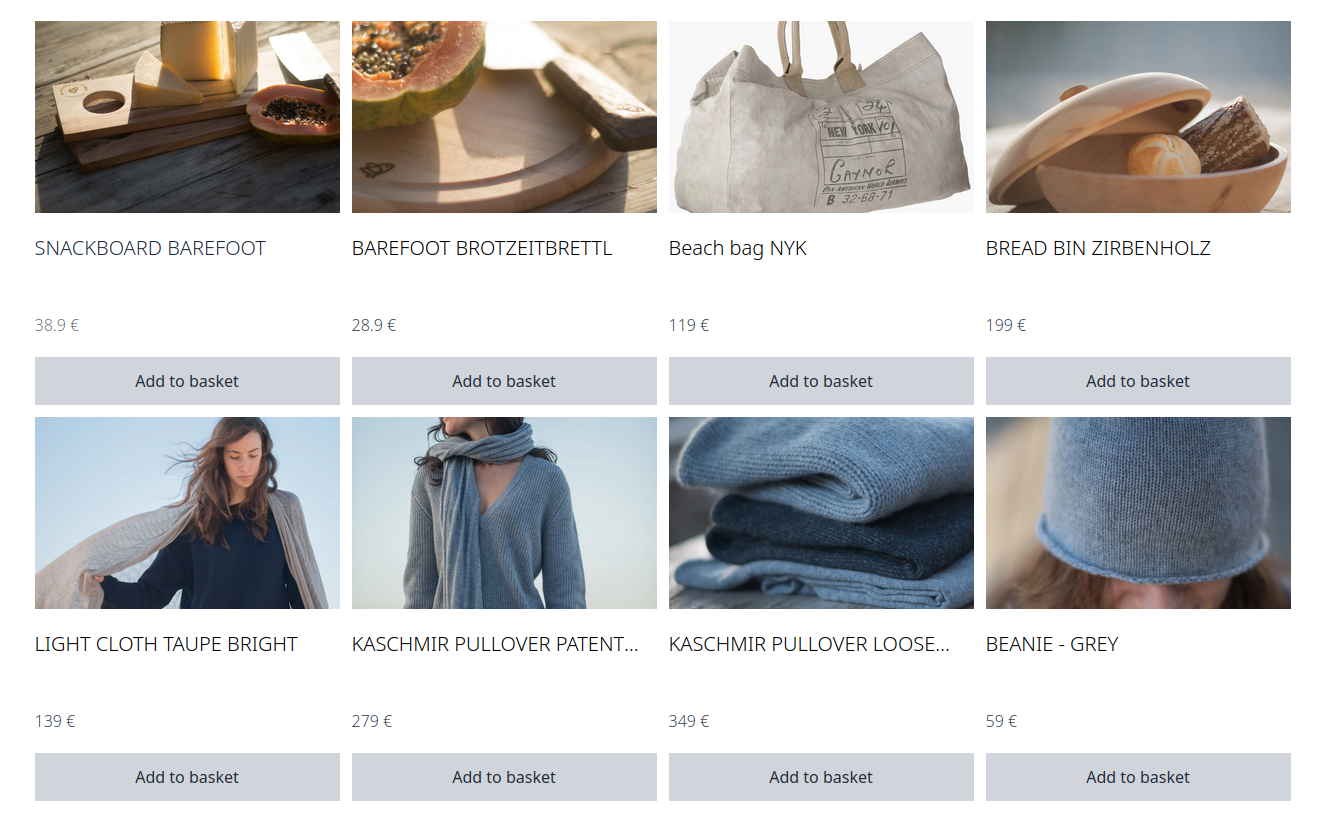 NEW YORK
GAYNOR
PAN AMERICAN WORLD AIRWAYS
B 32-68-71
SNACKBOARD BAREFOOT
BAREFOOT BROTZEITBRETTL
Beach bag NYK
BREAD BIN ZIRBENHOLZ
38.9 €
28.9 €
119 €
199 €
Add to basket
Add to basket
Add to basket
Add to basket
LIGHT CLOTH TAUPE BRIGHT
KASCHMIR PULLOVER PATENT...
KASCHMIR PULLOVER LOOSE...
BEANIE - GREY
139 €
279 €
349 €
59 €
Add to basket
Add to basket
Add to basket
Add to basket